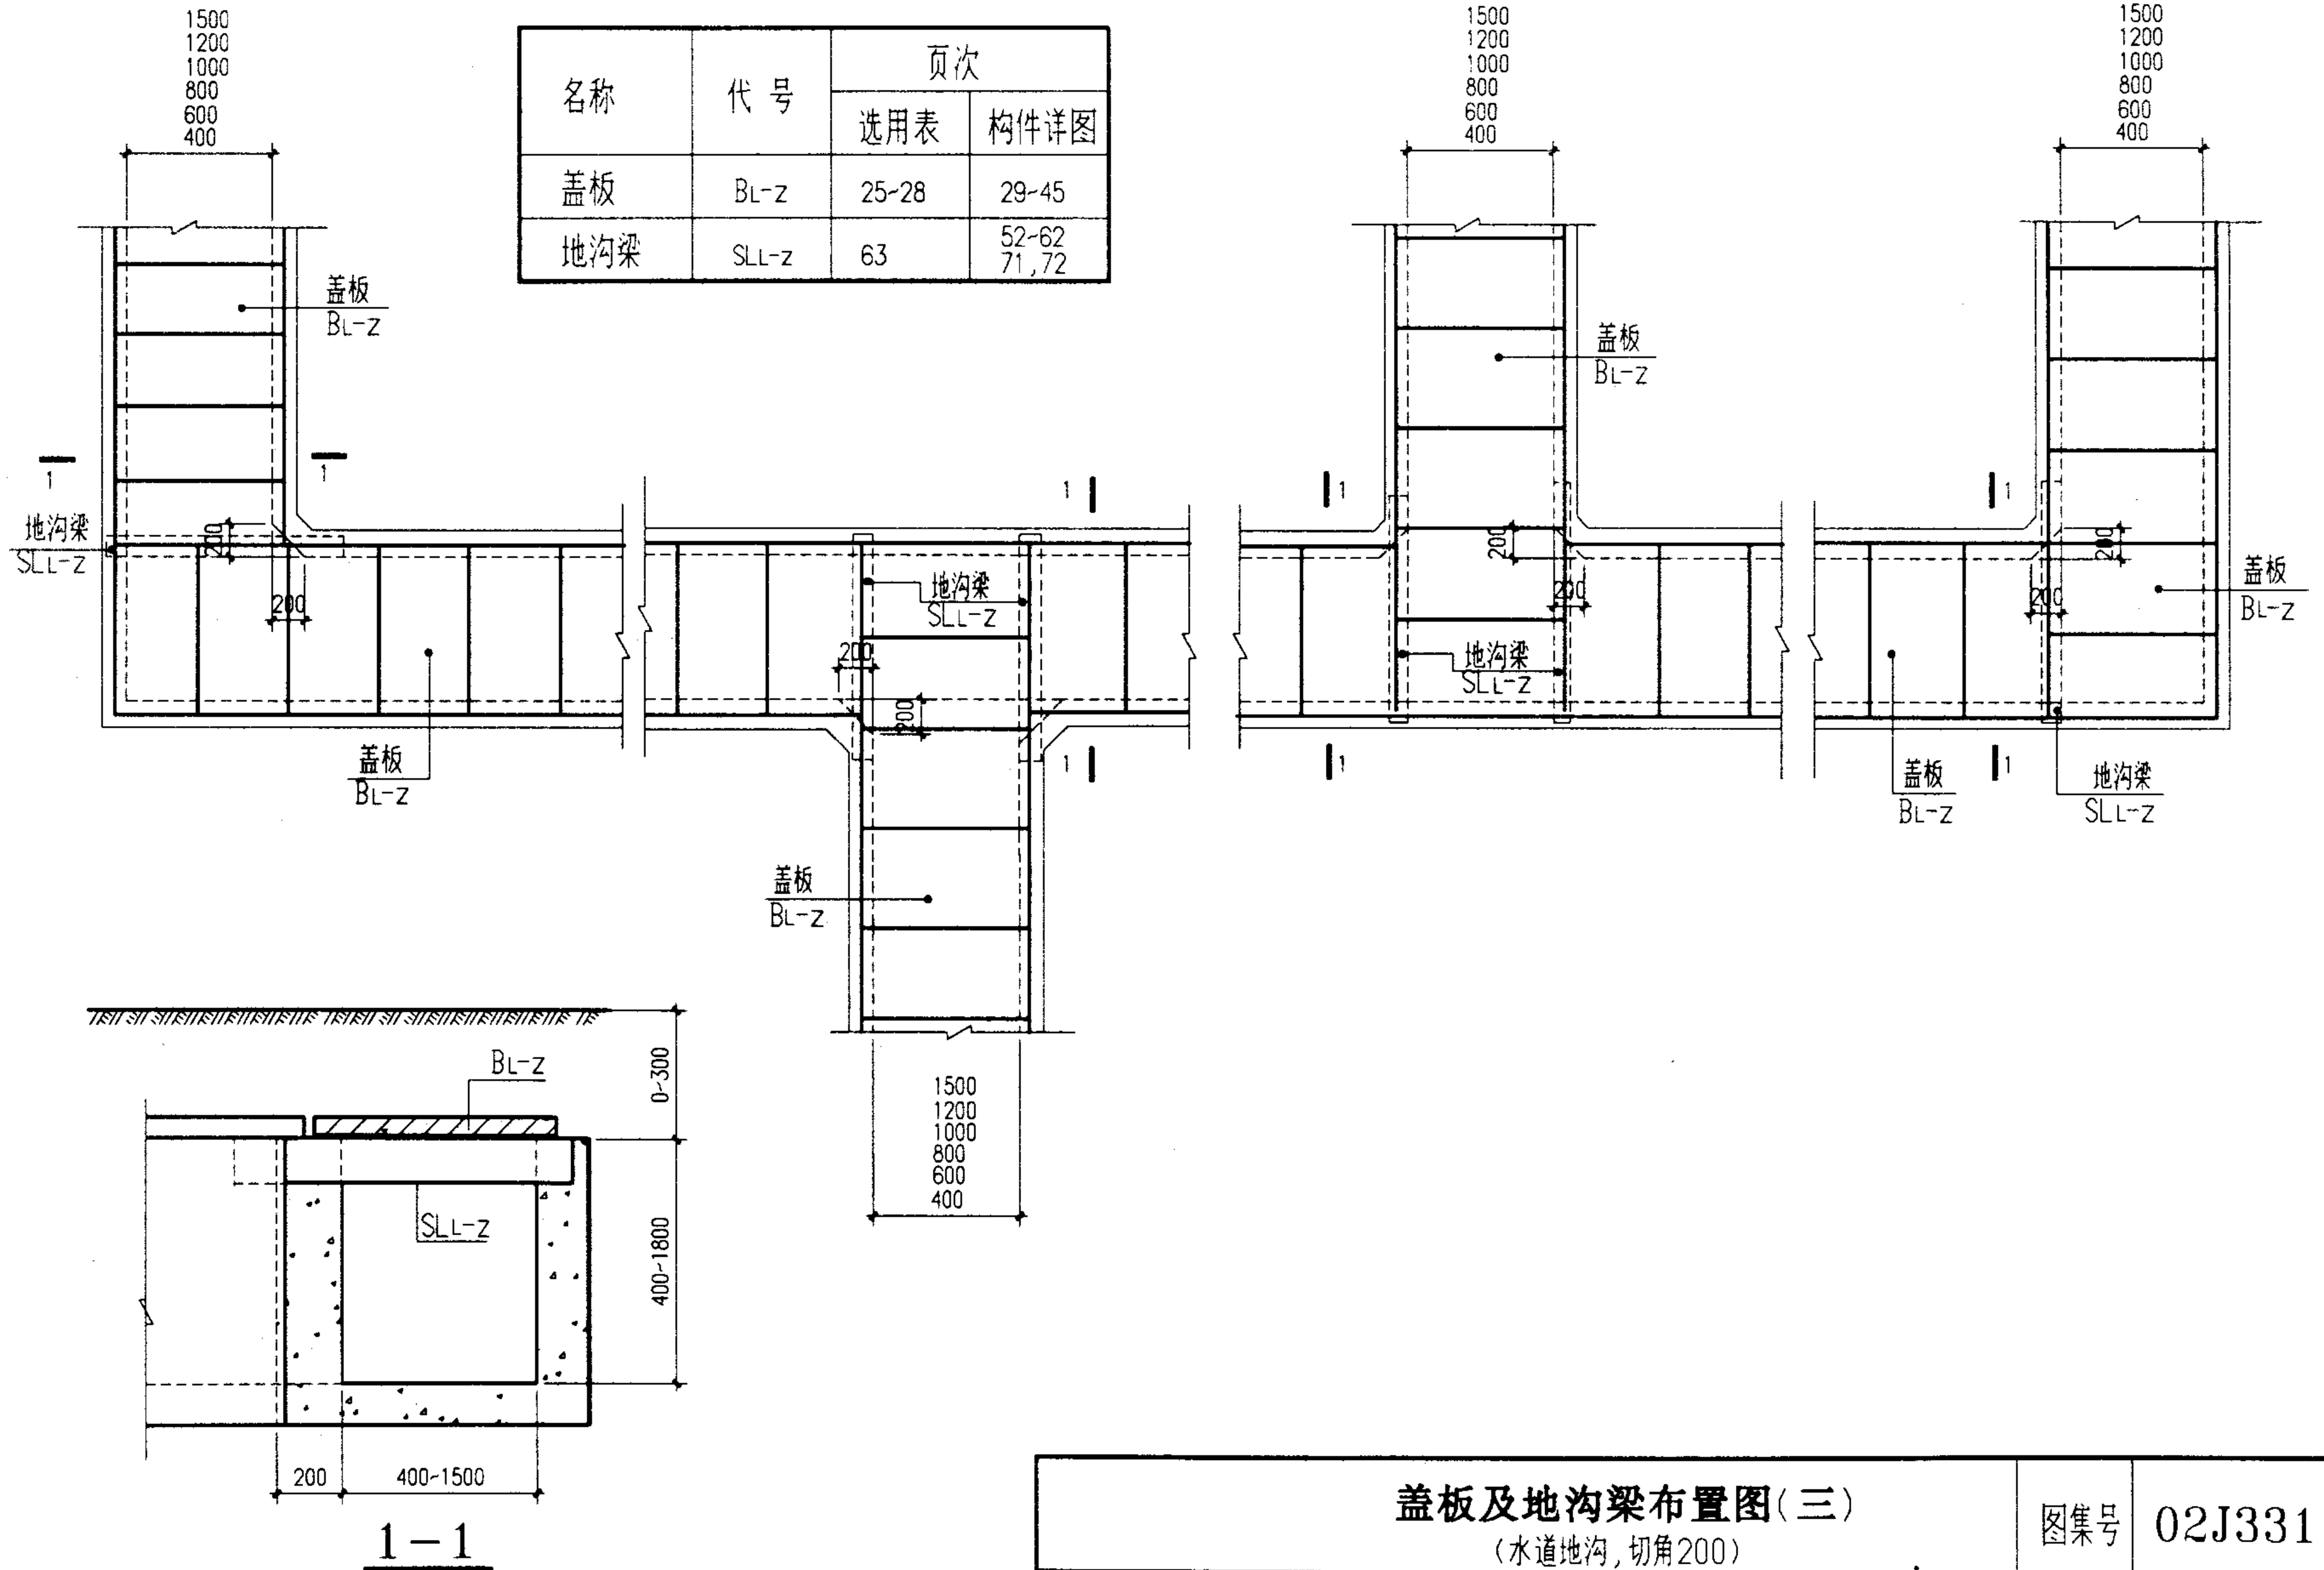 1500
1200
1000
800
600
400
名称
代号
页次
选用表
构件详图
盖板
BL-Z
25~28
29~45
地沟梁
SLL-Z
63
52~62
71,72
1500
1200
1000
800
600
400
1500
1200
1000
800
600
400
盖板
BL-Z
盖板
BL-Z
1
1
1
1
1
地沟梁
SLL-Z
200
200
地沟梁
SLL-Z
200
200
200
200
200
200
盖板
BL-Z
地沟梁
SLL-Z
盖板
BL-Z
1
1
1
盖板
BL-Z
地沟梁
SLL-Z
盖板
BL-Z
1500
1200
1000
800
600
400
BL-Z
0~300
SLL-Z
400~1800
200
400~1500
1-1
盖板及地沟梁布置图(三)
(水道地沟,切角200)
图集号
02J331